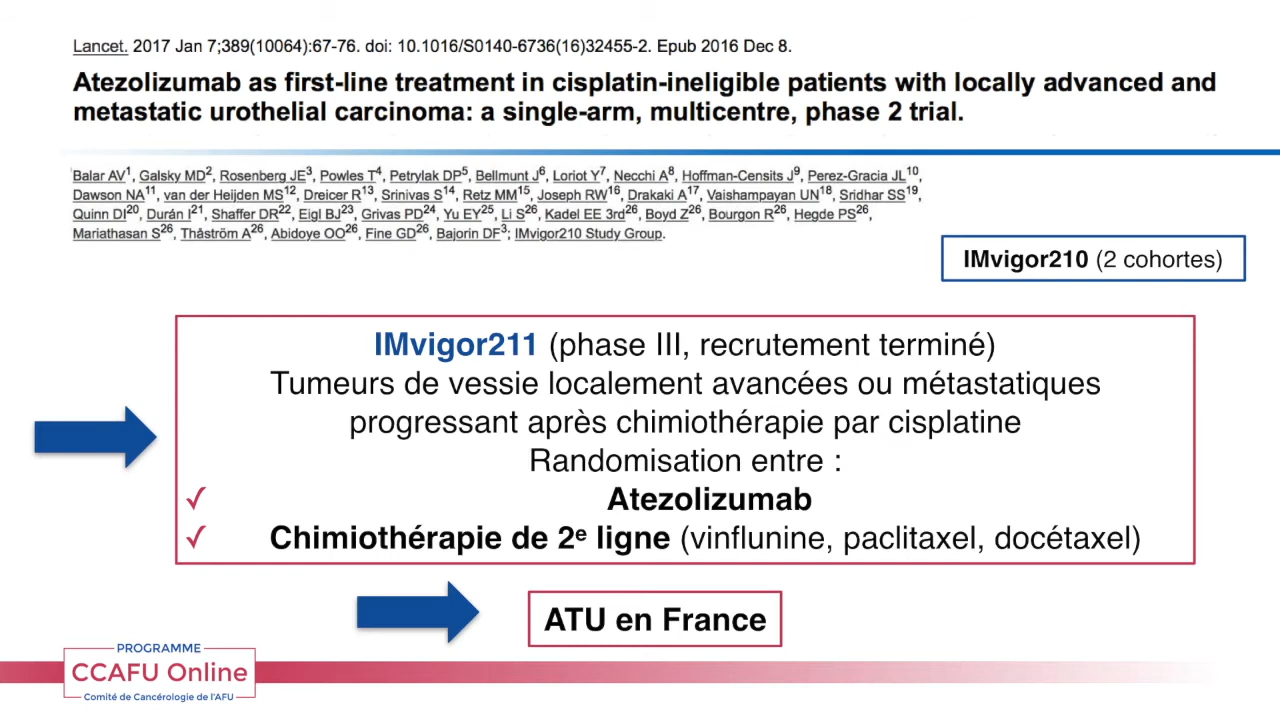 Lancet. 2017 Jan 7;389(10064):67-76. doi: 10.1016/S0140-6736(16)32455-2. Epub 2016 Dec 8.
Atezolizumab as first-line treatment in cisplatin-ineligible patients with locally advanced and
metastatic urothelial carcinoma: a single-arm, multicentre, phase 2 trial.
Balar AV1, Galsky MD2, Rosenberg JE3, Powles T4, Petrylak DP5, Bellmunt J6, Loriot Y7, Necchi A8, Hoffman-Censits J9, Perez-Gracia JL10,
Dawson NA11, van der Heijden MS12, Dreicer R13, Srinivas S14, Retz MM15, Joseph RW16, Drakaki A17, Vaishampayan UN18, Sridhar SS19,
Quinn DI20, Durán I21, Shaffer DR22, Eigl BJ23, Grivas PD24, Yu EY25, Li S26, Kadel EE 3rd26, Boyd Z26, Bourgon R26, Hegde PS26,
Mariathasan S26, Thåström A26, Abidoye OO26, Fine GD26, Bajorin DF3; IMvigor210 Study Group.
IMvigor210 (2 cohortes)
IMvigor211 (phase III, recrutement terminé)
Tumeurs de vessie localement avancées ou métastatiques
progressant après chimiothérapie par cisplatine
Randomisation entre :
✓ Atezolizumab
✓ Chimiothérapie de 2e ligne (vinflunine, paclitaxel, docétaxel)
ATU en France
PROGRAMME
CCAFU Online
Comité de Cancérologie de l'AFU